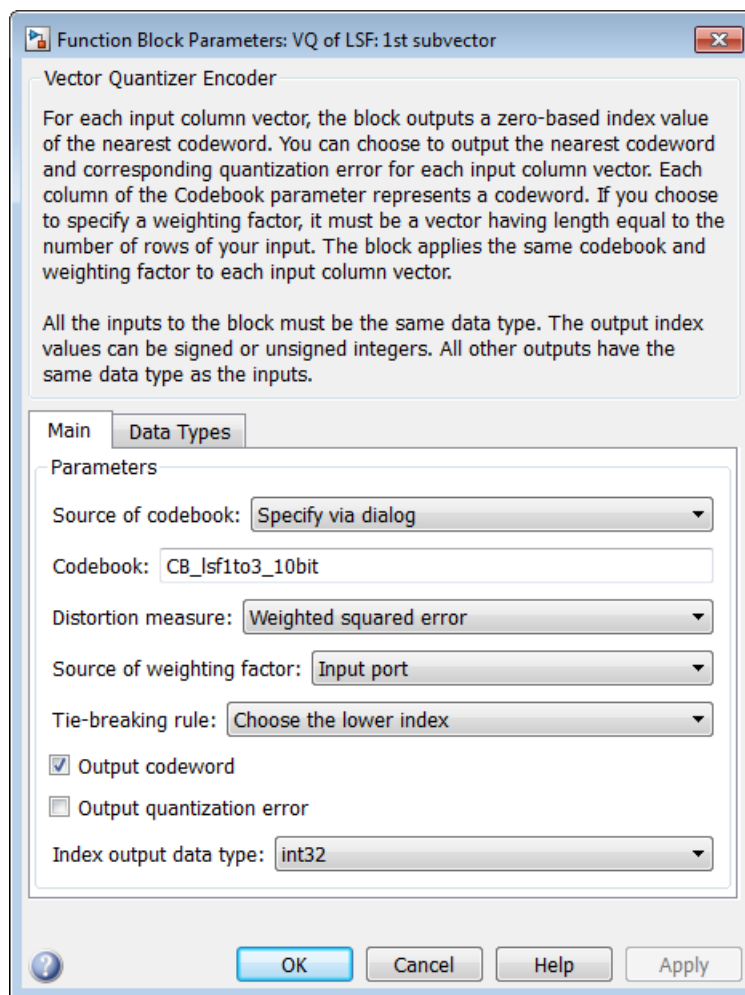 Function Block Parameters: VQ of LSF: 1st subvector
Vector Quantizer Encoder
For each input column vector, the block outputs a zero-based index value
of the nearest codeword. You can choose to output the nearest codeword
and corresponding quantization error for each input column vector. Each
column of the Codebook parameter represents a codeword. If you choose
to specify a weighting factor, it must be a vector having length equal to the
number of rows of your input. The block applies the same codebook and
weighting factor to each input column vector.
All the inputs to the block must be the same data type. The output index
values can be signed or unsigned integers. All other outputs have the
same data type as the inputs.
Main Data Types
Parameters
Source of codebook: Specify via dialog
Codebook: CB_lsf1to3_10bit
Distortion measure: Weighted squared error
Source of weighting factor: Input port
Tie-breaking rule: Choose the lower index
Output codeword
Output quantization error
Index output data type: int32
? OK Cancel Help Apply